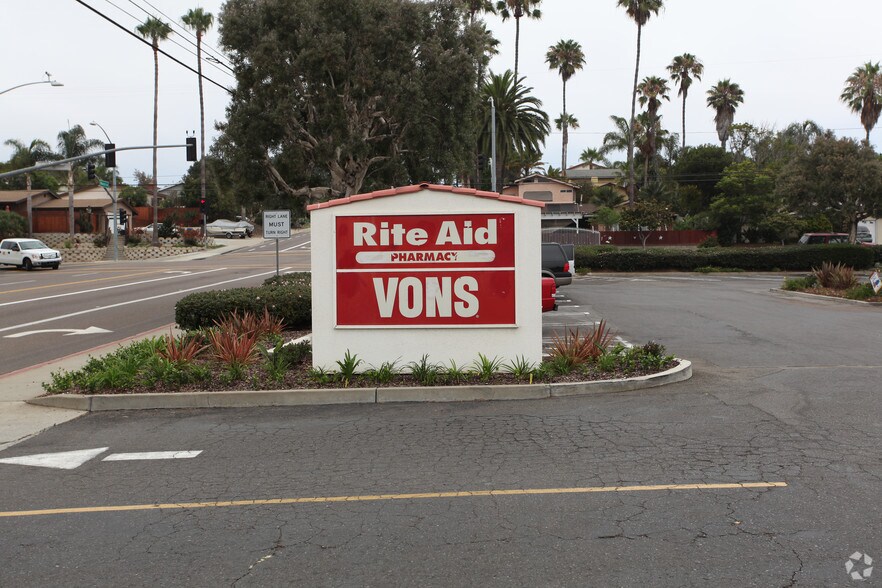 Rite Aid
PHARMACY
VONS
RIGHT LANE
MUST
TURN RIGHT